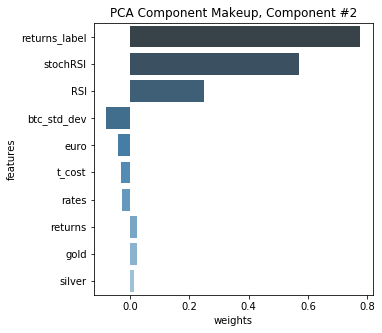 PCA Component Makeup, Component #2
returns_label
stochRSI
RSI
btc_std_dev
euro
t_cost
rates
returns
gold
silver
features
0.0 0.2 0.4 0.6 0.8
weights